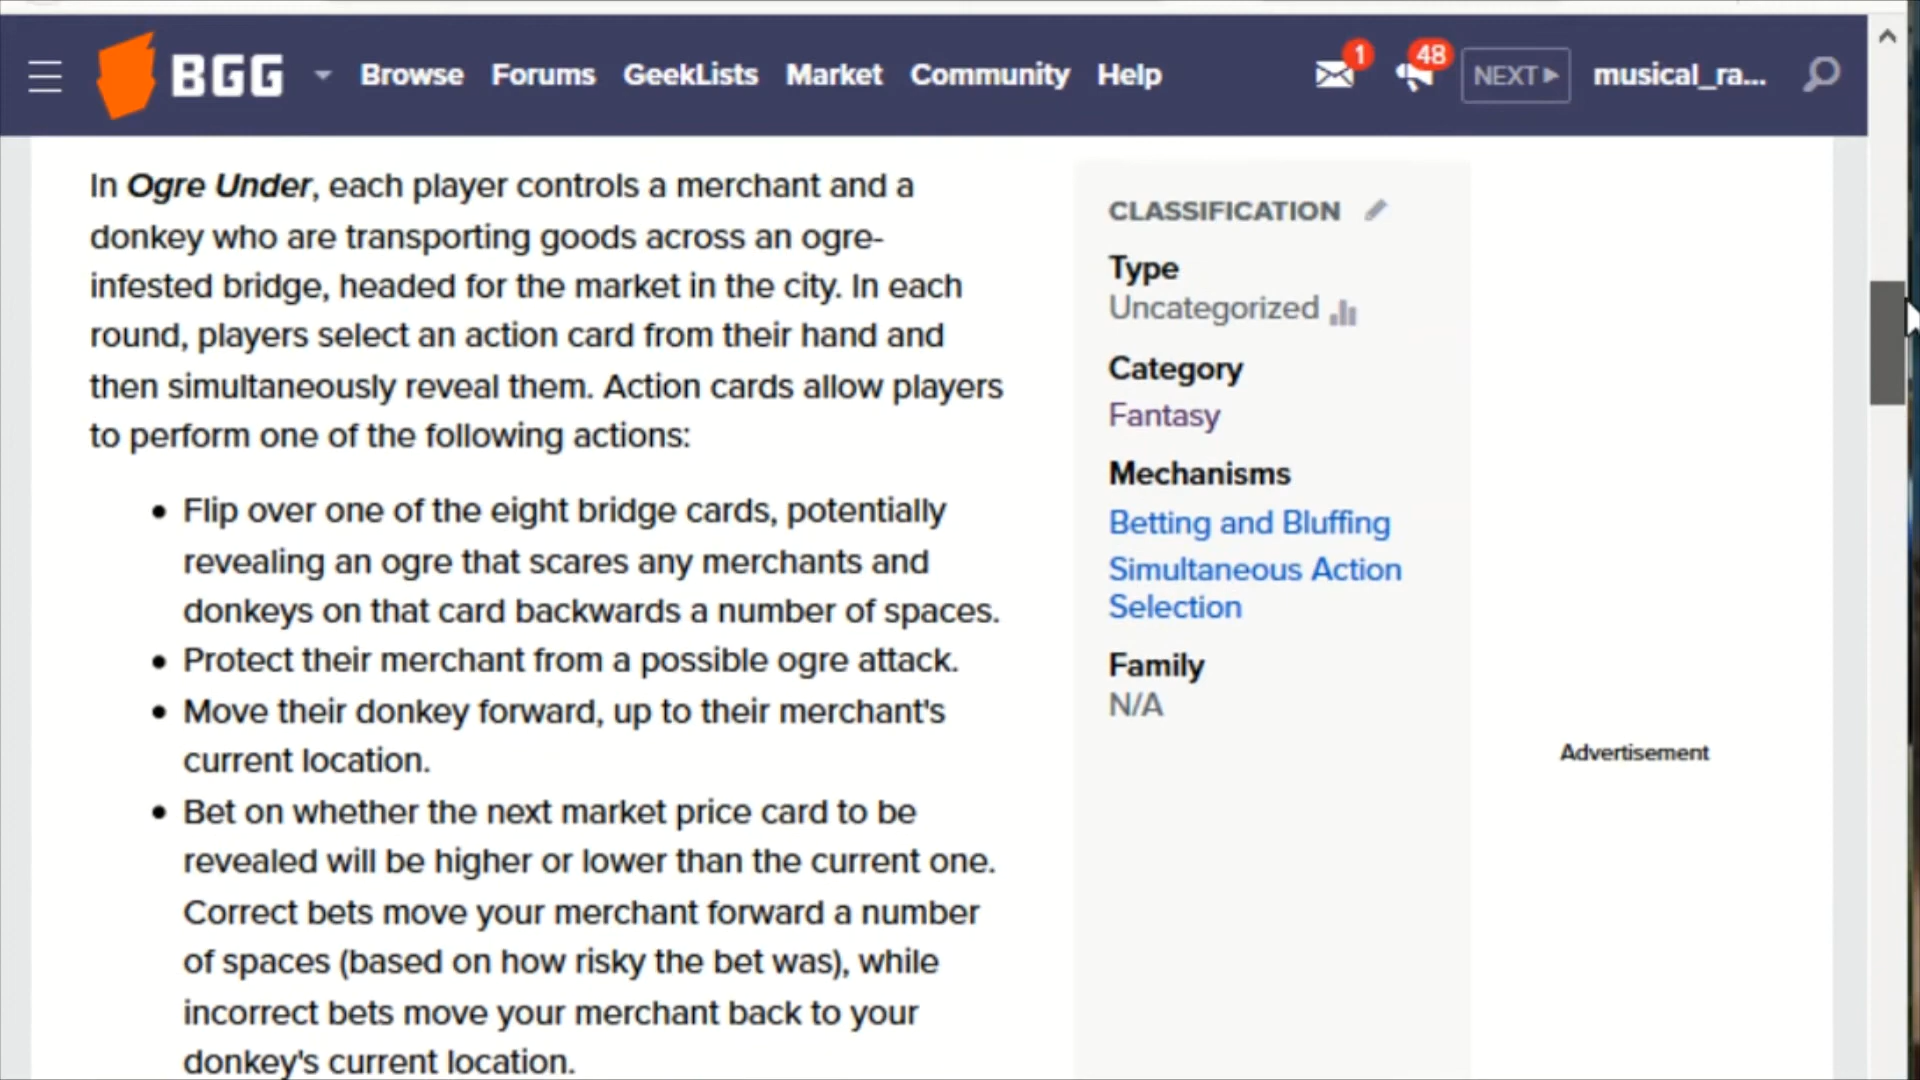 BGG Browse Forums GeekLists Market Community Help 1 48 NEXT▶ musical_ra...
In Ogre Under, each player controls a merchant and a
donkey who are transporting goods across an ogre-
infested bridge, headed for the market in the city. In each
round, players select an action card from their hand and
then simultaneously reveal them. Action cards allow players
to perform one of the following actions:
• Flip over one of the eight bridge cards, potentially
revealing an ogre that scares any merchants and
donkeys on that card backwards a number of spaces.
• Protect their merchant from a possible ogre attack.
• Move their donkey forward, up to their merchant's
current location.
• Bet on whether the next market price card to be
revealed will be higher or lower than the current one.
Correct bets move your merchant forward a number
of spaces (based on how risky the bet was), while
incorrect bets move your merchant back to your
donkey's current location.
CLASSIFICATION
Type
Uncategorized
Category
Fantasy
Mechanisms
Betting and Bluffing
Simultaneous Action
Selection
Family
N/A
Advertisement